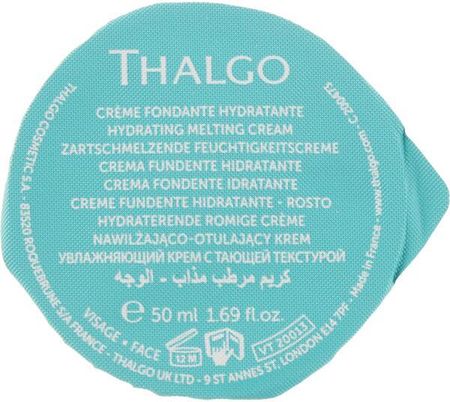 THALGO
CRÈME FONDANTE HYDRATANTE
HYDRATING MELTING CREAM
ZARTSCHMELZENDE FEUCHTIGKEITSCREME
CREMA FUNDENTE HIDRATANTE
CREMA FONDENTE IDRATANTE
CREME FUNDENTE HIDRATANTE - ROSTO
HYDRATERENDE ROMIGE CRÈME
NAWILŻAJĄCO-OTULAJĄCY KREM
УВЛАЖНЯЮЩИЙ КРЕМ С ТАЮЩЕЙ ТЕКСТУРОЙ
كريم مرطب مذاب - الوجه
℮ 50 ml 1.69 fl.oz.
VISAGE • FACE
12 M
VT 20013
THALGO COSMETIC S.A - 83520 ROQUEBRUNE S/A FRANCE - THALGO UK LTD - 9 ST ANNES ST, LONDON E14 7PF - Made in France - www.thalgo.com - C 200473